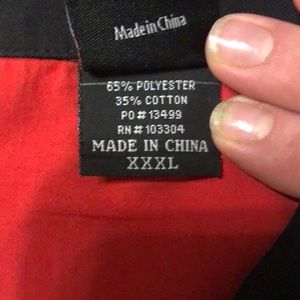 Made in China
65% POLYESTER
35% COTTON
PO # 13499
RN # 103304
MADE IN CHINA
XXXL